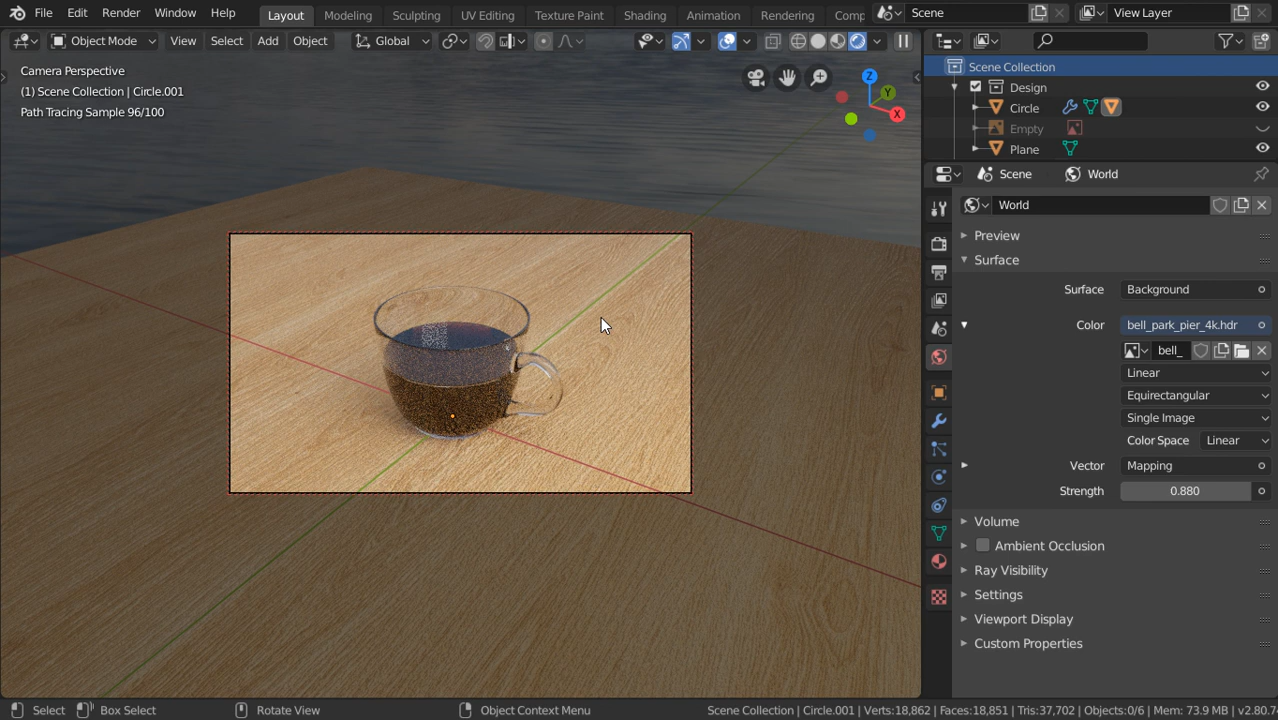 File Edit Render Window Help Layout Modeling Sculpting UV Editing Texture Paint Shading Animation Rendering Comp Scene View Layer
Object Mode View Select Add Object Global
Camera Perspective
(1) Scene Collection | Circle.001
Path Tracing Sample 96/100
Z
Y
X
Scene Collection
Design
Circle
Empty
Plane
Scene World
World
Preview
Surface
Surface Background
Color bell_park_pier_4k.hdr
bell_
Linear
Equirectangular
Single Image
Color Space Linear
Vector Mapping
Strength 0.880
Volume
Ambient Occlusion
Ray Visibility
Settings
Viewport Display
Custom Properties
Select Box Select Rotate View Object Context Menu Scene Collection | Circle.001 | Verts:18,862 | Faces:18,851 | Tris:37,702 | Objects:0/6 | Mem: 73.9 MB | v2.80.7